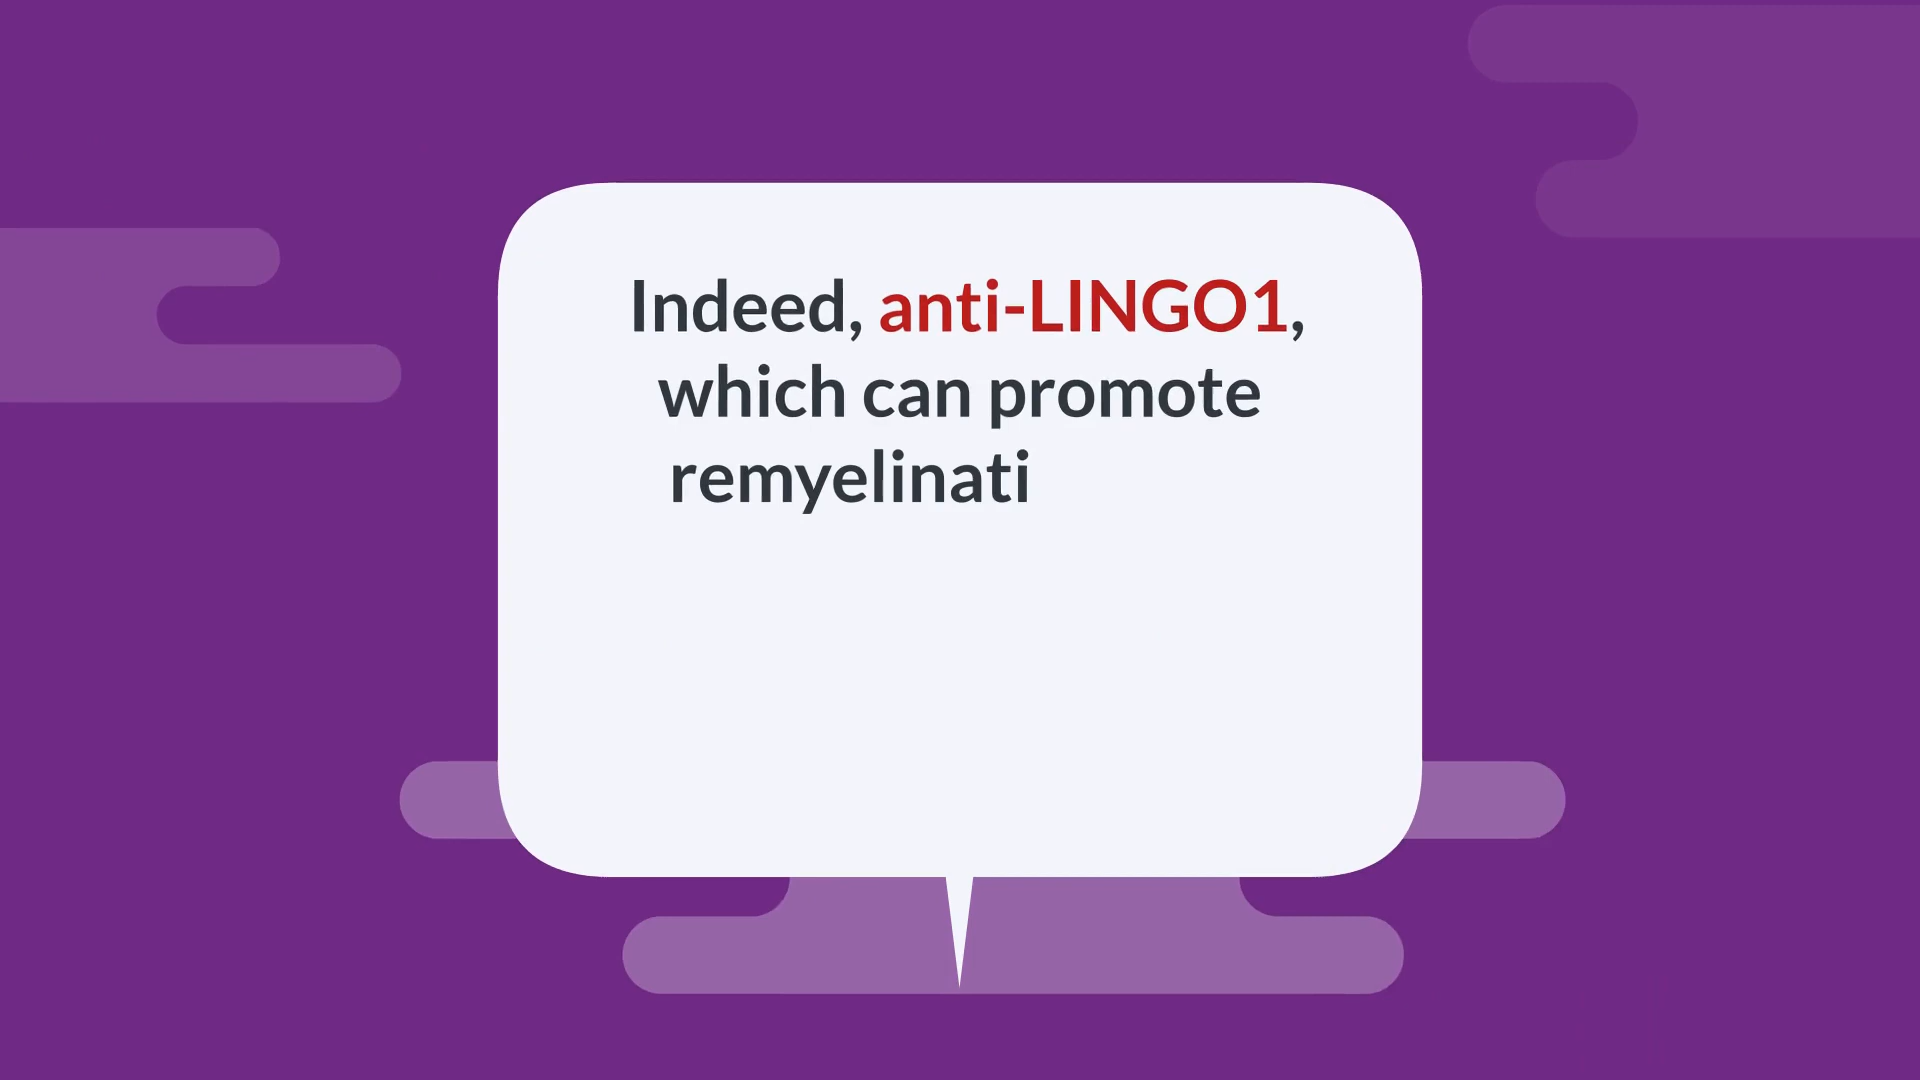 Indeed, anti-LINGO1,
which can promote
remyelinati